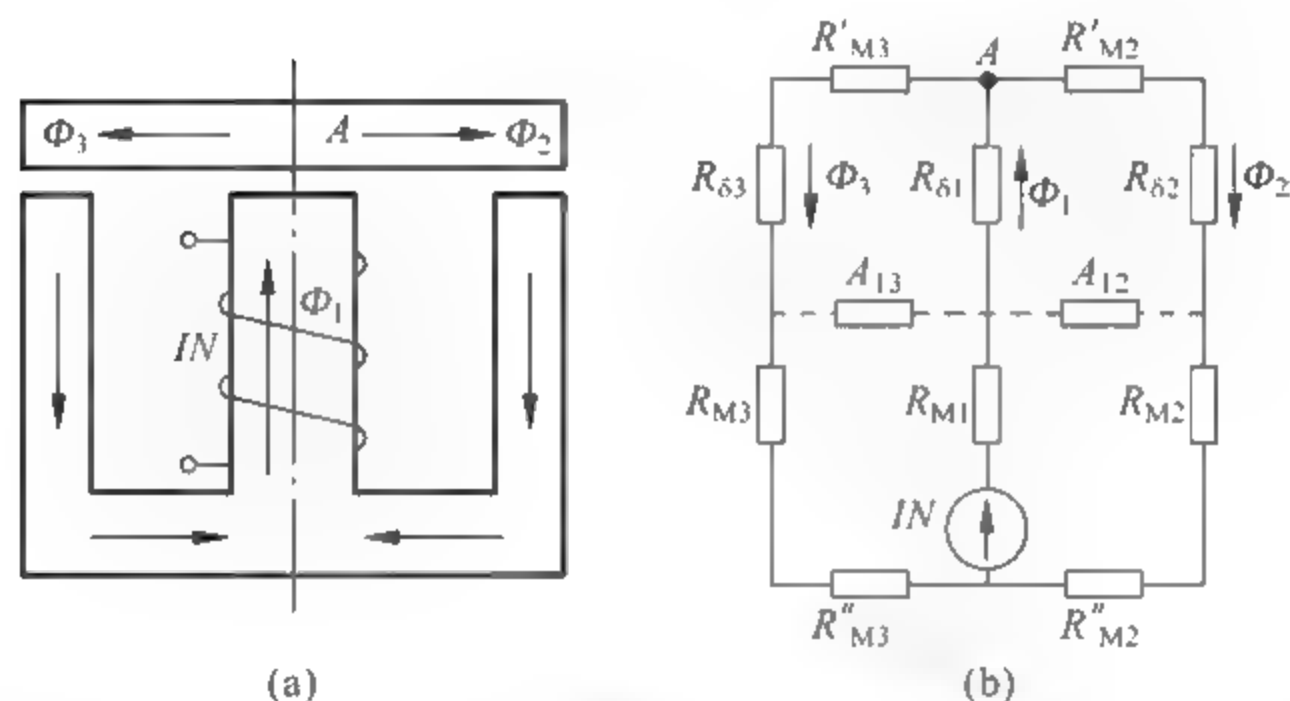 Φ3 A Φ2
IN Φ1
(a)
R'M3 A R'M2
Rδ3 Φ3 Rδ1 Φ1 Rδ2 Φ2
A13 A12
RM3 RM1 RM2
IN
R"M3 R"M2
(b)